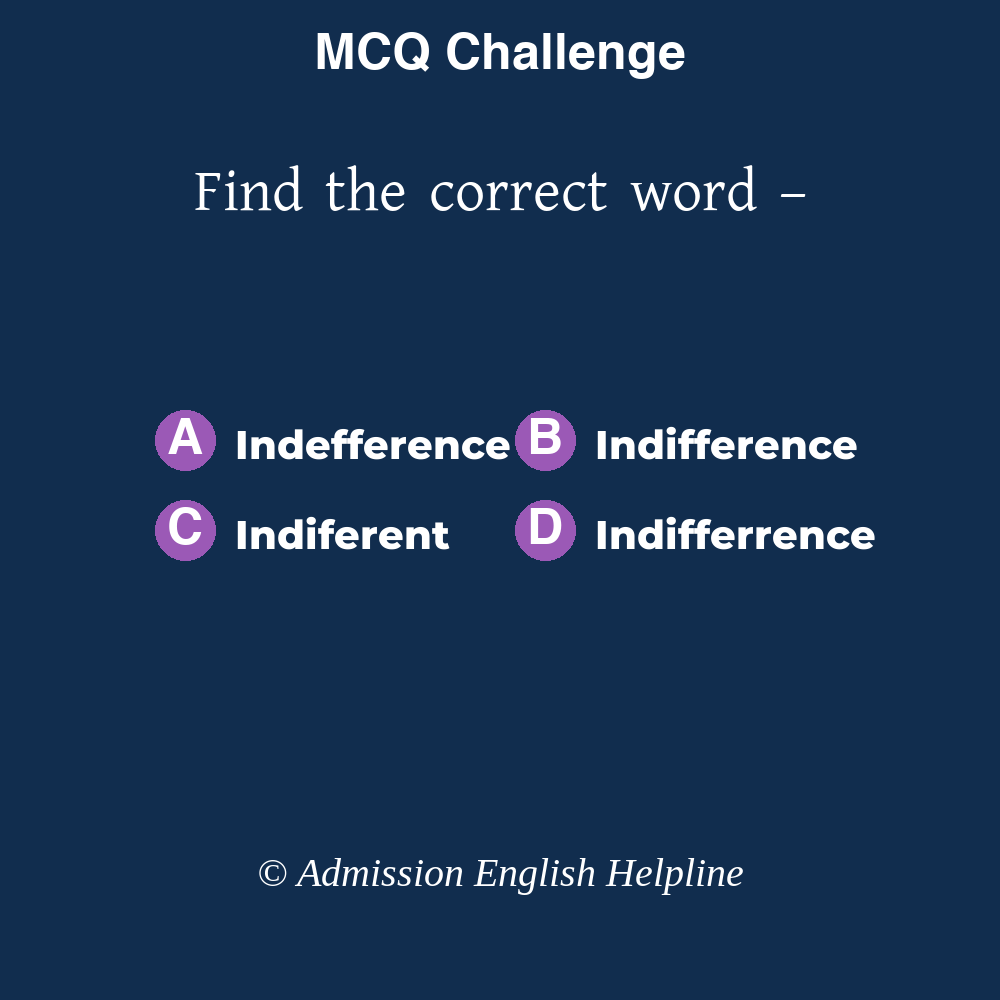 MCQ Challenge
Find the correct word –
A Indefference B Indifference
C Indiferent D Indifferrence
© Admission English Helpline